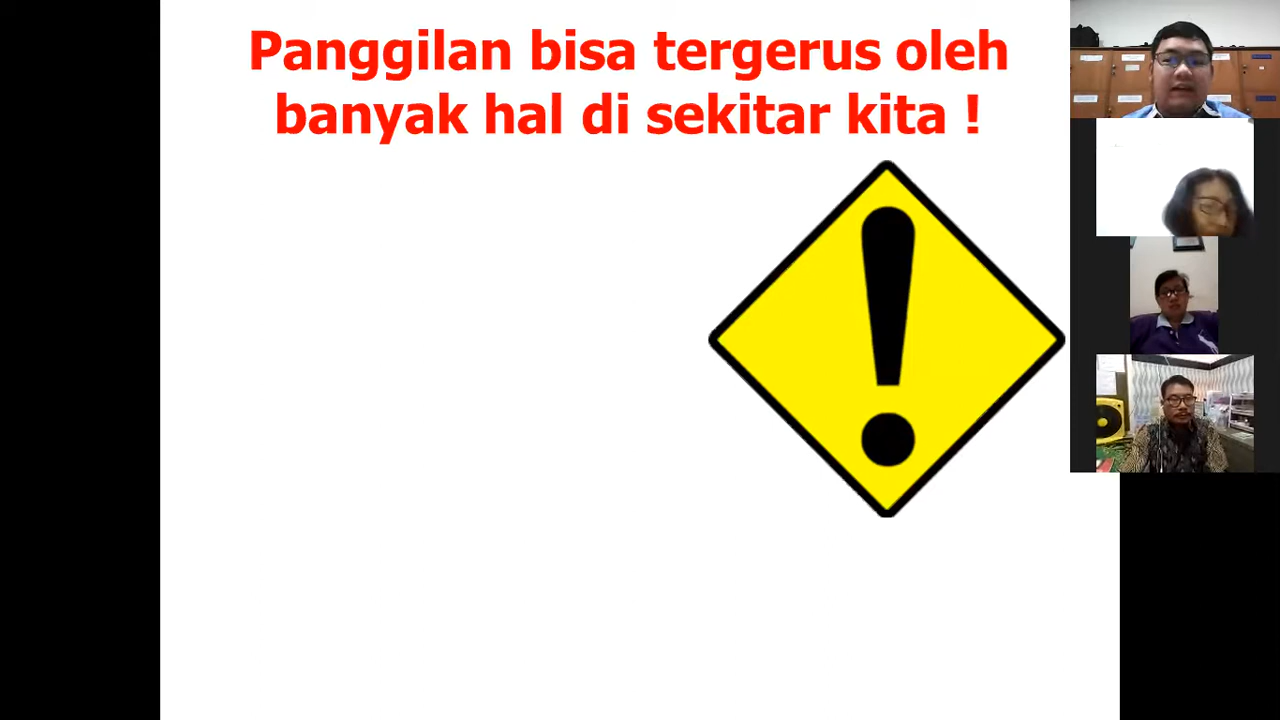 Panggilan bisa tergerus oleh
banyak hal di sekitar kita !